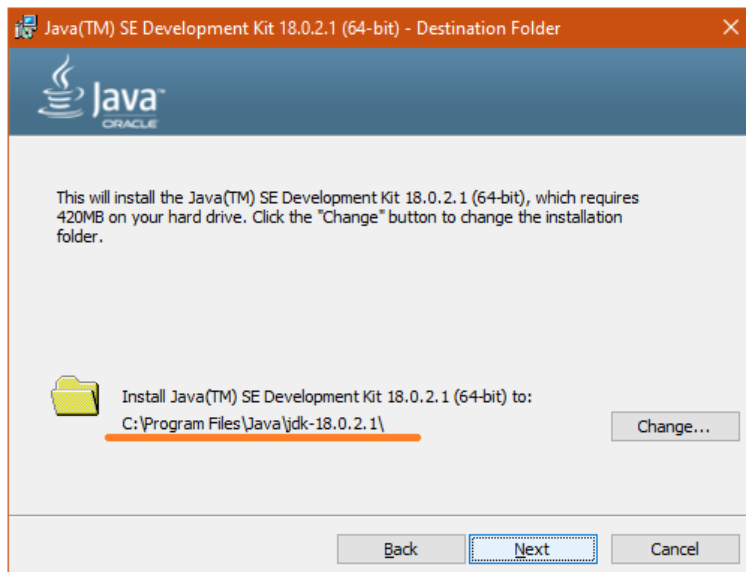 Java(TM) SE Development Kit 18.0.2.1 (64-bit) - Destination Folder
Java™
ORACLE
This will install the Java(TM) SE Development Kit 18.0.2.1 (64-bit), which requires
420MB on your hard drive. Click the "Change" button to change the installation
folder.
Install Java(TM) SE Development Kit 18.0.2.1 (64-bit) to:
C:\Program Files\Java\jdk-18.0.2.1\
Change...
Back
Next
Cancel